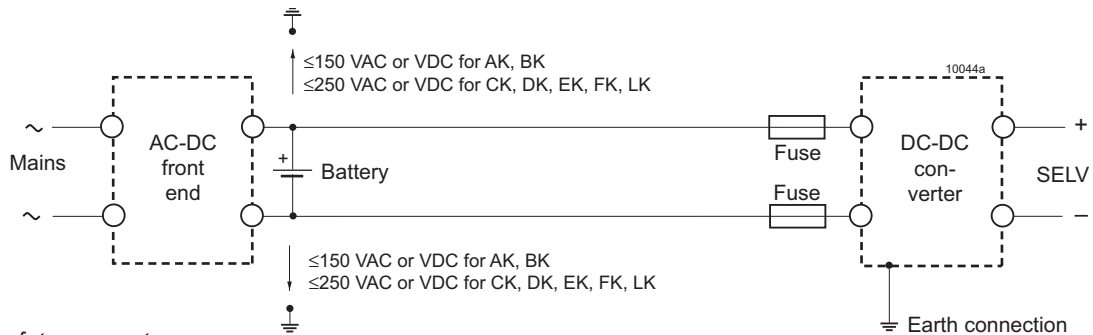 ≤150 VAC or VDC for AK, BK
≤250 VAC or VDC for CK, DK, EK, FK, LK
10044a
~
Mains
~
AC-DC
front
end
+
Battery
Fuse
Fuse
DC-DC
con-
verter
+
SELV
–
≤150 VAC or VDC for AK, BK
≤250 VAC or VDC for CK, DK, EK, FK, LK
Earth connection